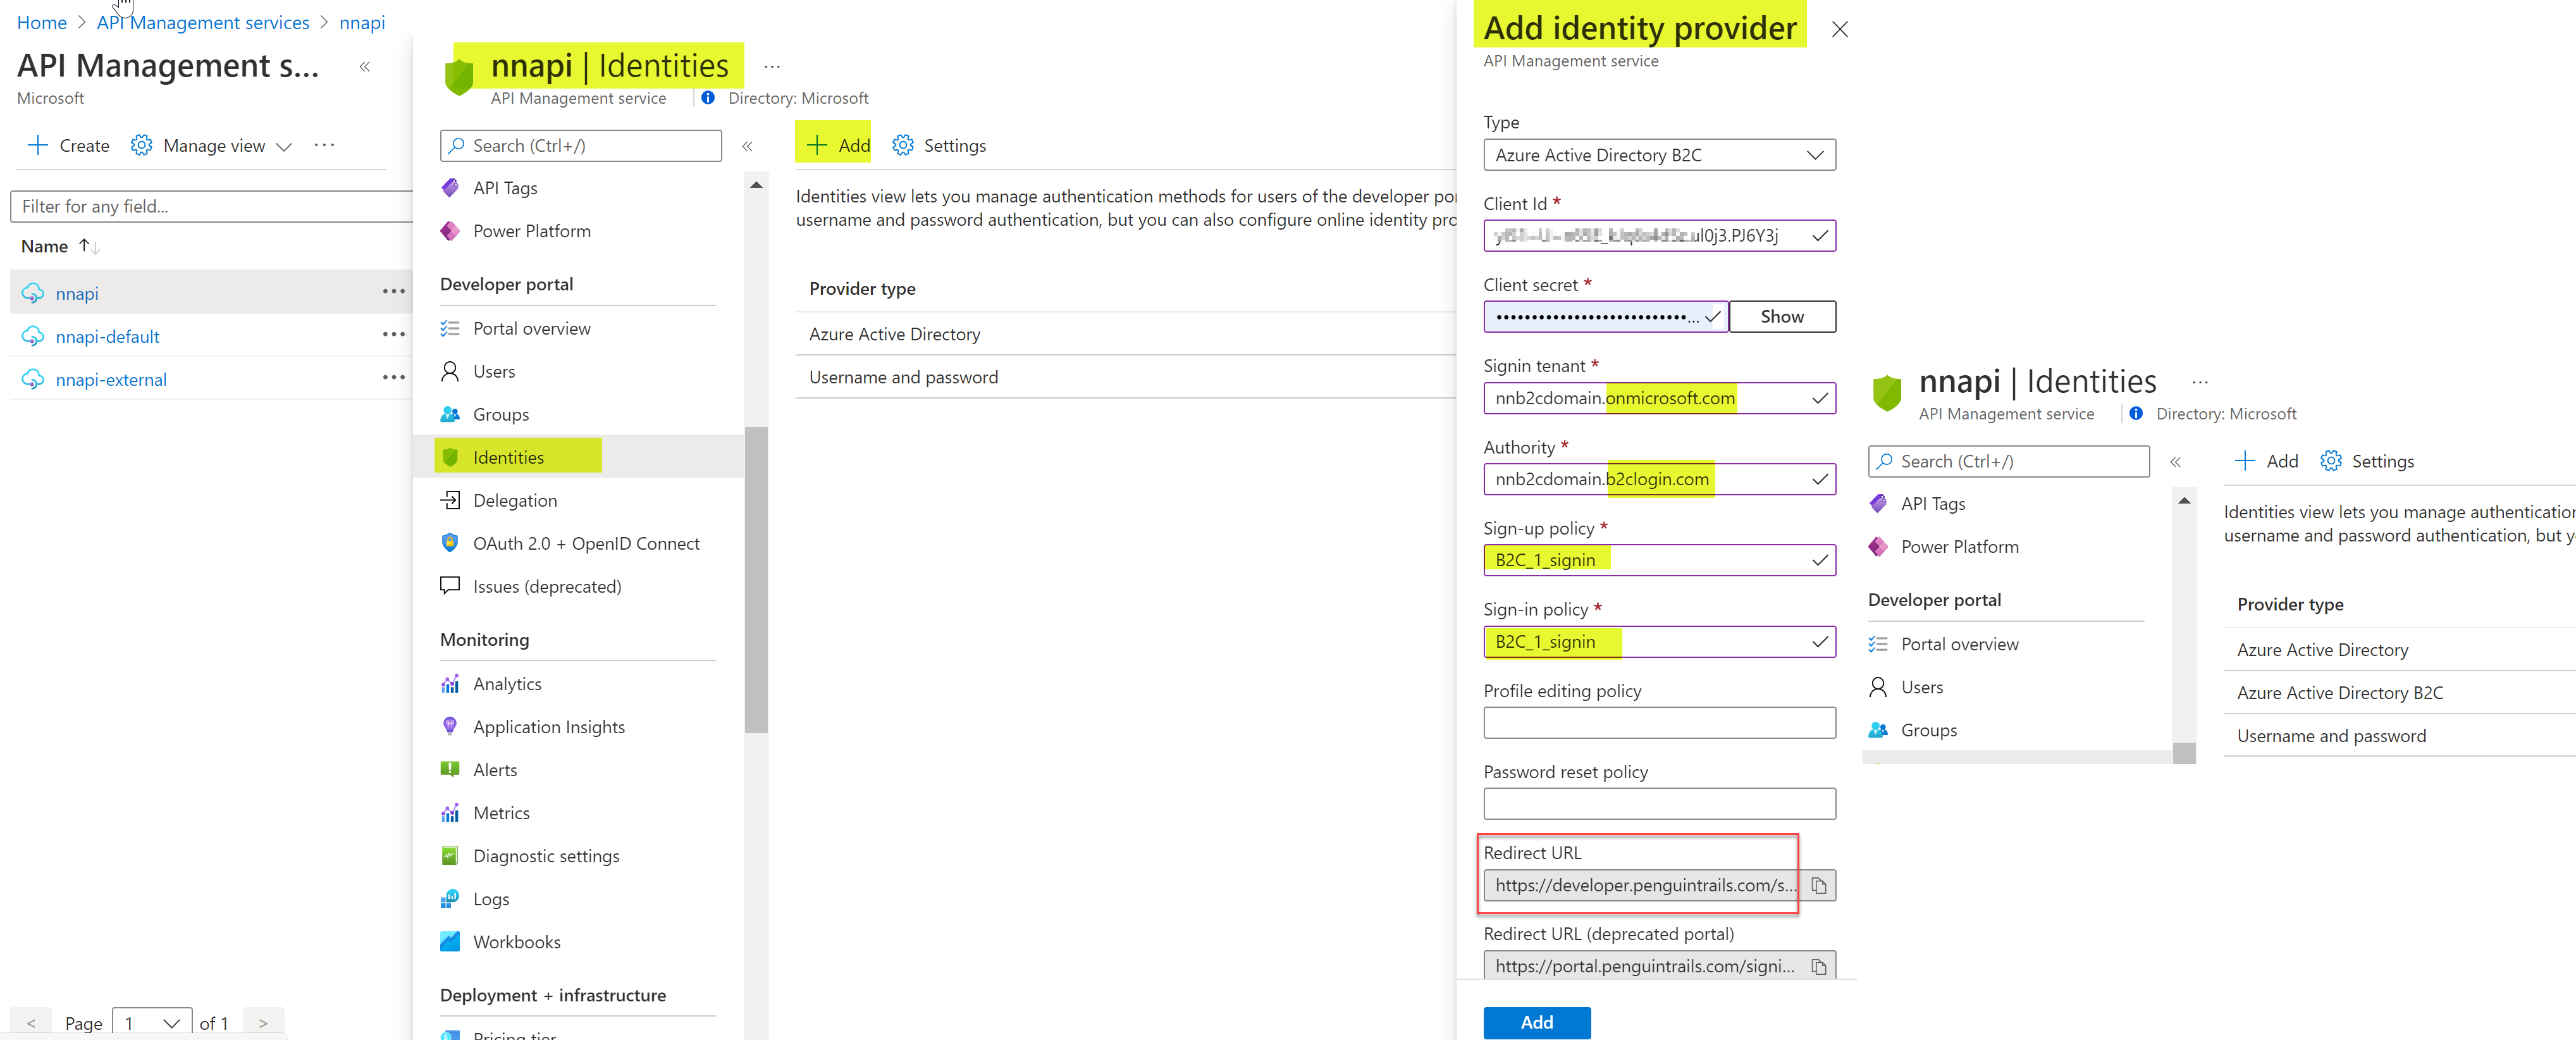 Home > API Management services > nnapi
API Management s...
Microsoft
Create
Manage view
Filter for any field...
Name
nnapi
nnapi-default
nnapi-external
< Page 1 of 1 >
nnapi | Identities
API Management service
Directory: Microsoft
Search (Ctrl+/)
API Tags
Power Platform
Developer portal
Portal overview
Users
Groups
Identities
Delegation
OAuth 2.0 + OpenID Connect
Issues (deprecated)
Monitoring
Analytics
Application Insights
Alerts
Metrics
Diagnostic settings
Logs
Workbooks
Deployment + infrastructure
Pricing tier
Add
Settings
Identities view lets you manage authentication methods for users of the developer po
username and password authentication, but you can also configure online identity pro
Provider type
Azure Active Directory
Username and password
Add identity provider
API Management service
Type
Azure Active Directory B2C
Client Id *
ul0j3.PJ6Y3j
Client secret *
Show
Signin tenant *
nnb2cdomain.onmicrosoft.com
Authority *
nnb2cdomain.b2clogin.com
Sign-up policy *
B2C_1_signin
Sign-in policy *
B2C_1_signin
Profile editing policy
Password reset policy
Redirect URL
https://developer.penguintrails.com/s...
Redirect URL (deprecated portal)
https://portal.penguintrails.com/signi...
Add
nnapi | Identities
API Management service
Directory: Microsoft
Search (Ctrl+/)
API Tags
Power Platform
Developer portal
Portal overview
Users
Groups
Add
Settings
Identities view lets you manage authentication
username and password authentication, but y
Provider type
Azure Active Directory
Azure Active Directory B2C
Username and password